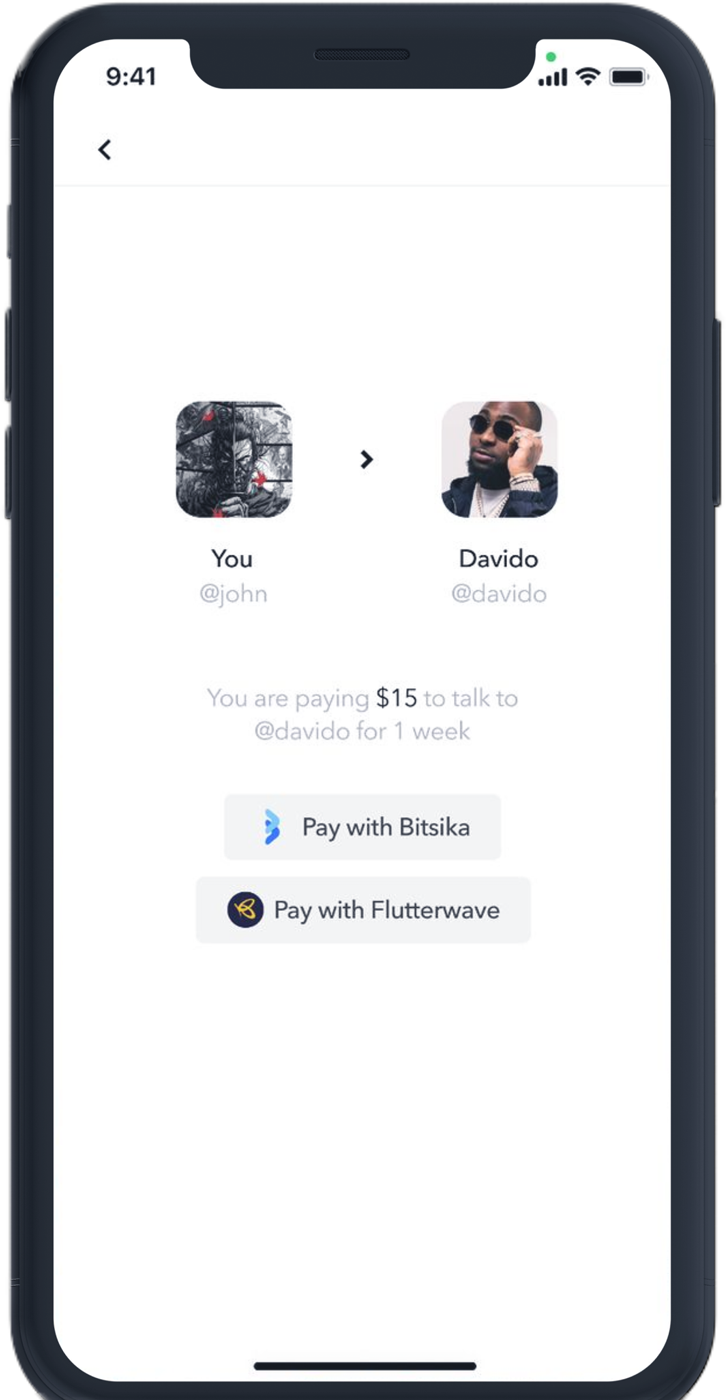 9:41
You
Davido
@john
@davido
You are paying $15 to talk to
@davido for 1 week
Pay with Bitsika
Pay with Flutterwave